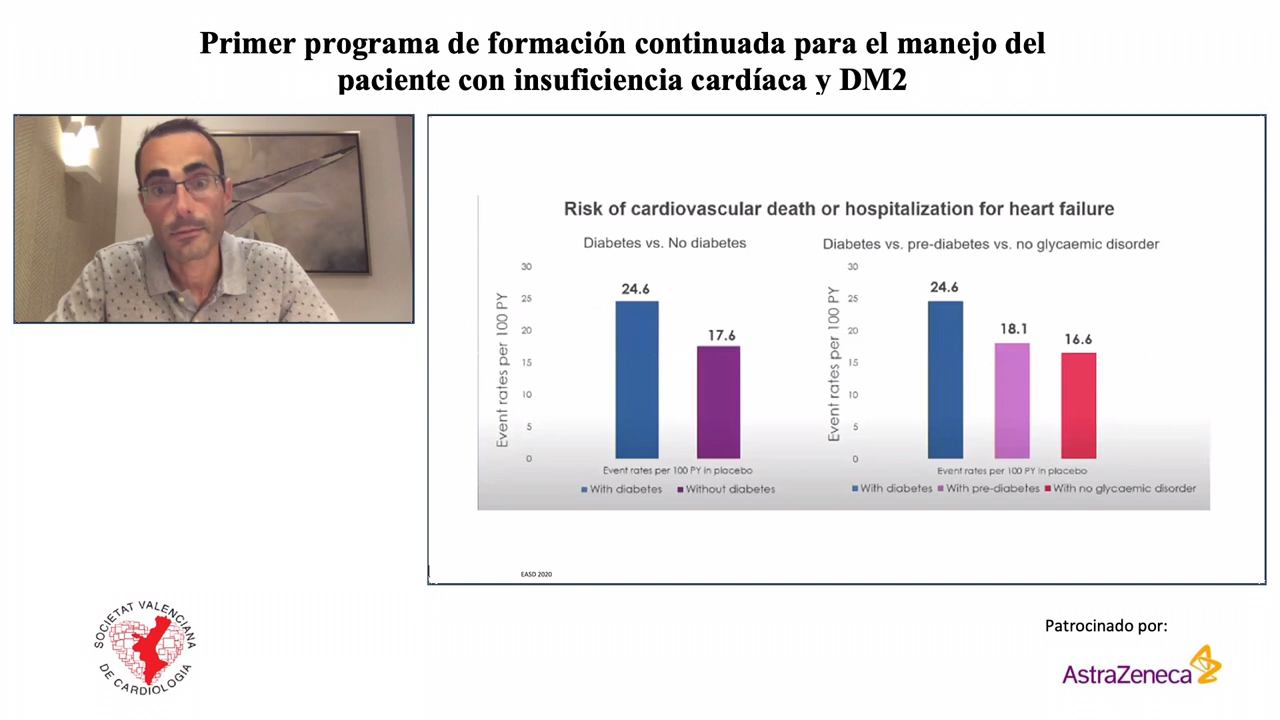 Primer programa de formación continuada para el manejo del
paciente con insuficiencia cardíaca y DM2
Risk of cardiovascular death or hospitalization for heart failure
Diabetes vs. No diabetes
Event rates per 100 PY
30
25
20
15
10
5
0
24.6
17.6
Event rates per 100 PY in placebo
With diabetes
Without diabetes
Diabetes vs. pre-diabetes vs. no glycaemic disorder
Event rates per 100 PY
30
25
20
15
10
5
0
24.6
18.1
16.6
Event rates per 100 PY in placebo
With diabetes
With pre-diabetes
With no glycaemic disorder
EASD 2020
SOCIETAT VALENCIANA
DE CARDIOLOGIA
Patrocinado por:
AstraZeneca